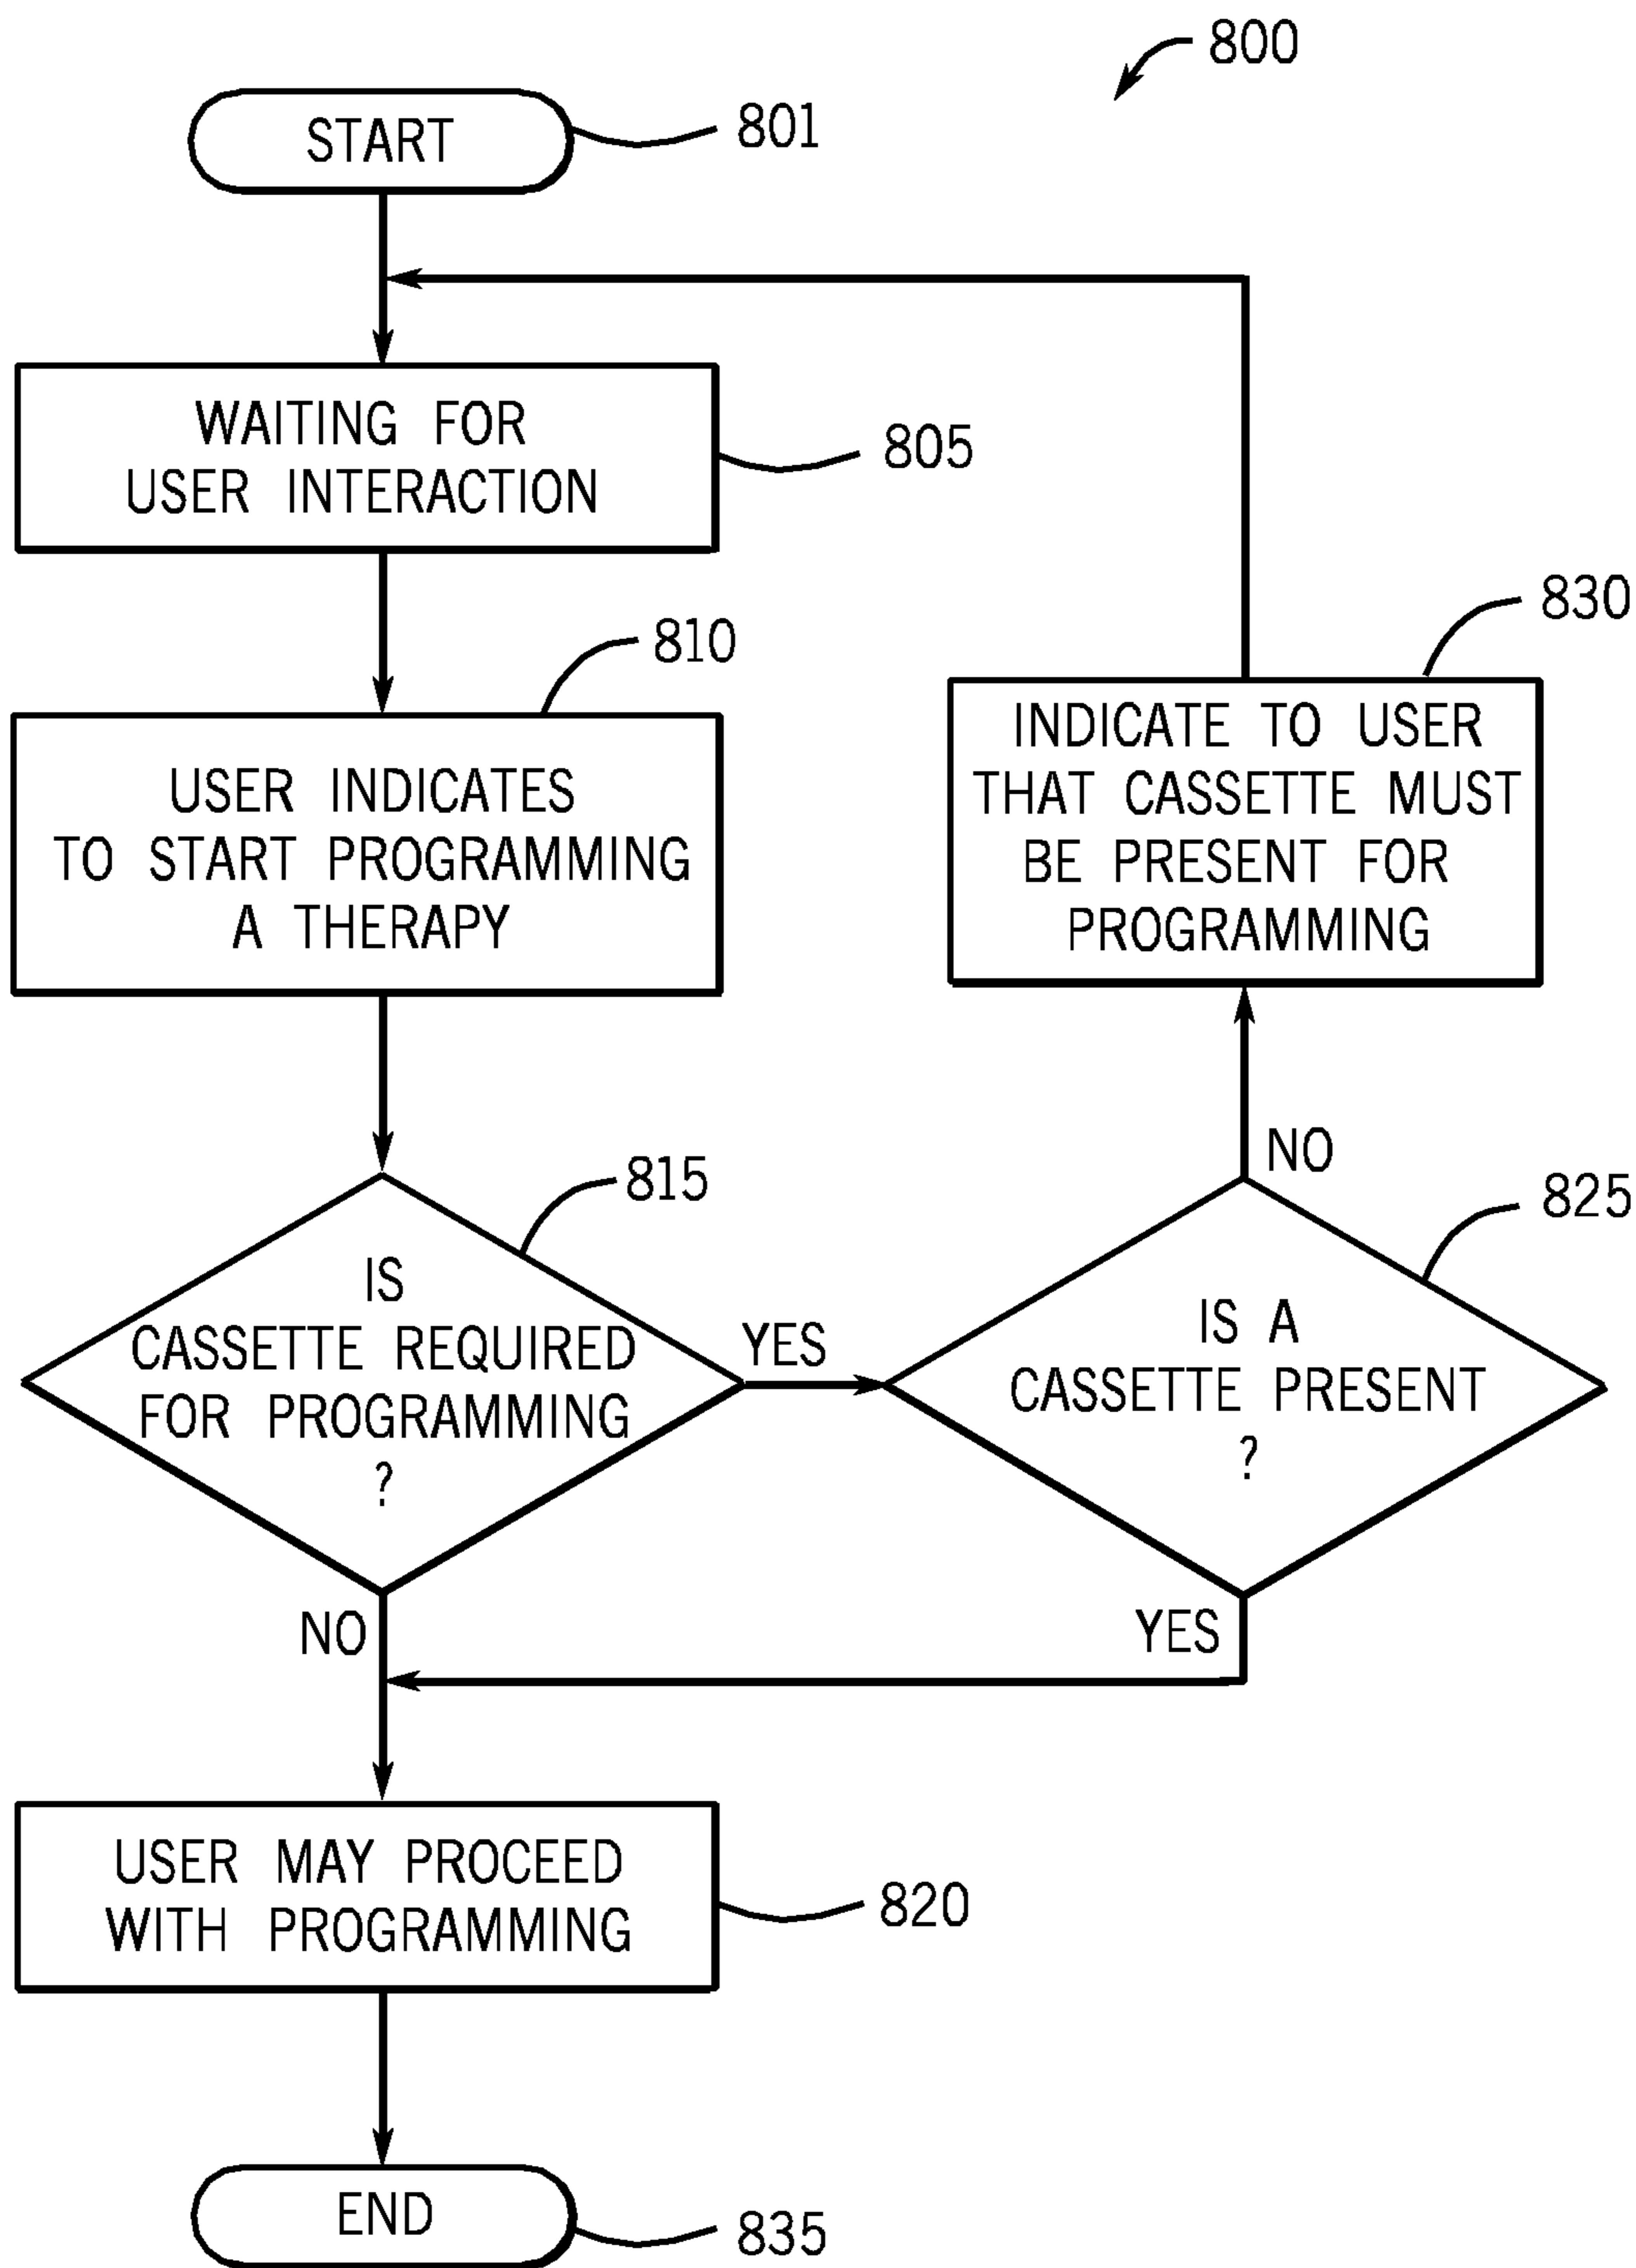 800
START
801
WAITING FOR
USER INTERACTION
805
810
USER INDICATES
TO START PROGRAMMING
A THERAPY
830
INDICATE TO USER
THAT CASSETTE MUST
BE PRESENT FOR
PROGRAMMING
815
IS
CASSETTE REQUIRED
FOR PROGRAMMING
?
YES
NO
825
IS A
CASSETTE PRESENT
?
NO
YES
USER MAY PROCEED
WITH PROGRAMMING
820
END
835